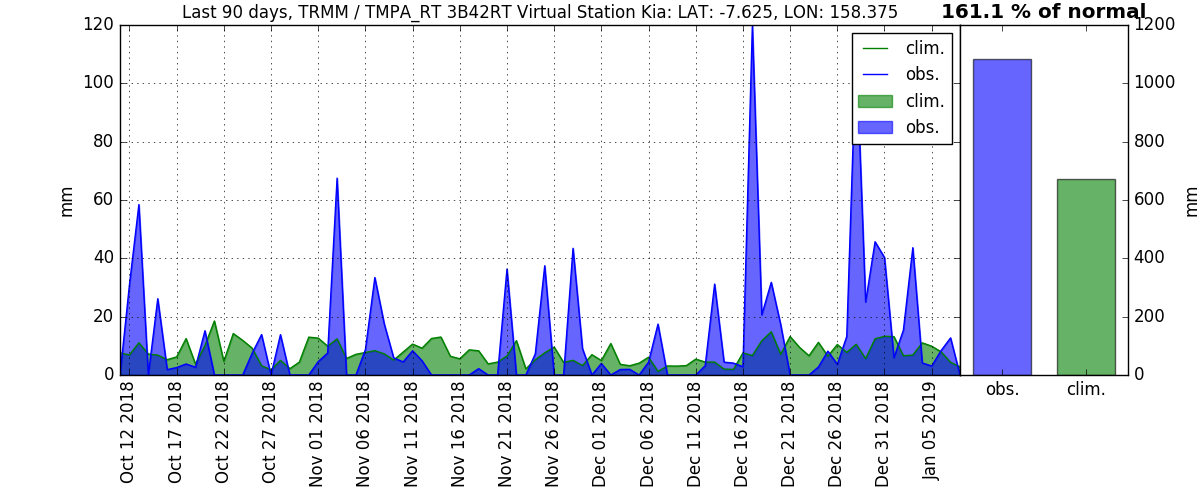 Last 90 days, TRMM / TMPA_RT 3B42RT Virtual Station Kia: LAT: -7.625, LON: 158.375
161.1 % of normal
120
100
80
60
40
20
0
mm
clim.
obs.
clim.
obs.
1200
1000
800
600
400
200
0
mm
Oct 12 2018
Oct 17 2018
Oct 22 2018
Oct 27 2018
Nov 01 2018
Nov 06 2018
Nov 11 2018
Nov 16 2018
Nov 21 2018
Nov 26 2018
Dec 01 2018
Dec 06 2018
Dec 11 2018
Dec 16 2018
Dec 21 2018
Dec 26 2018
Dec 31 2018
Jan 05 2019
obs.
clim.